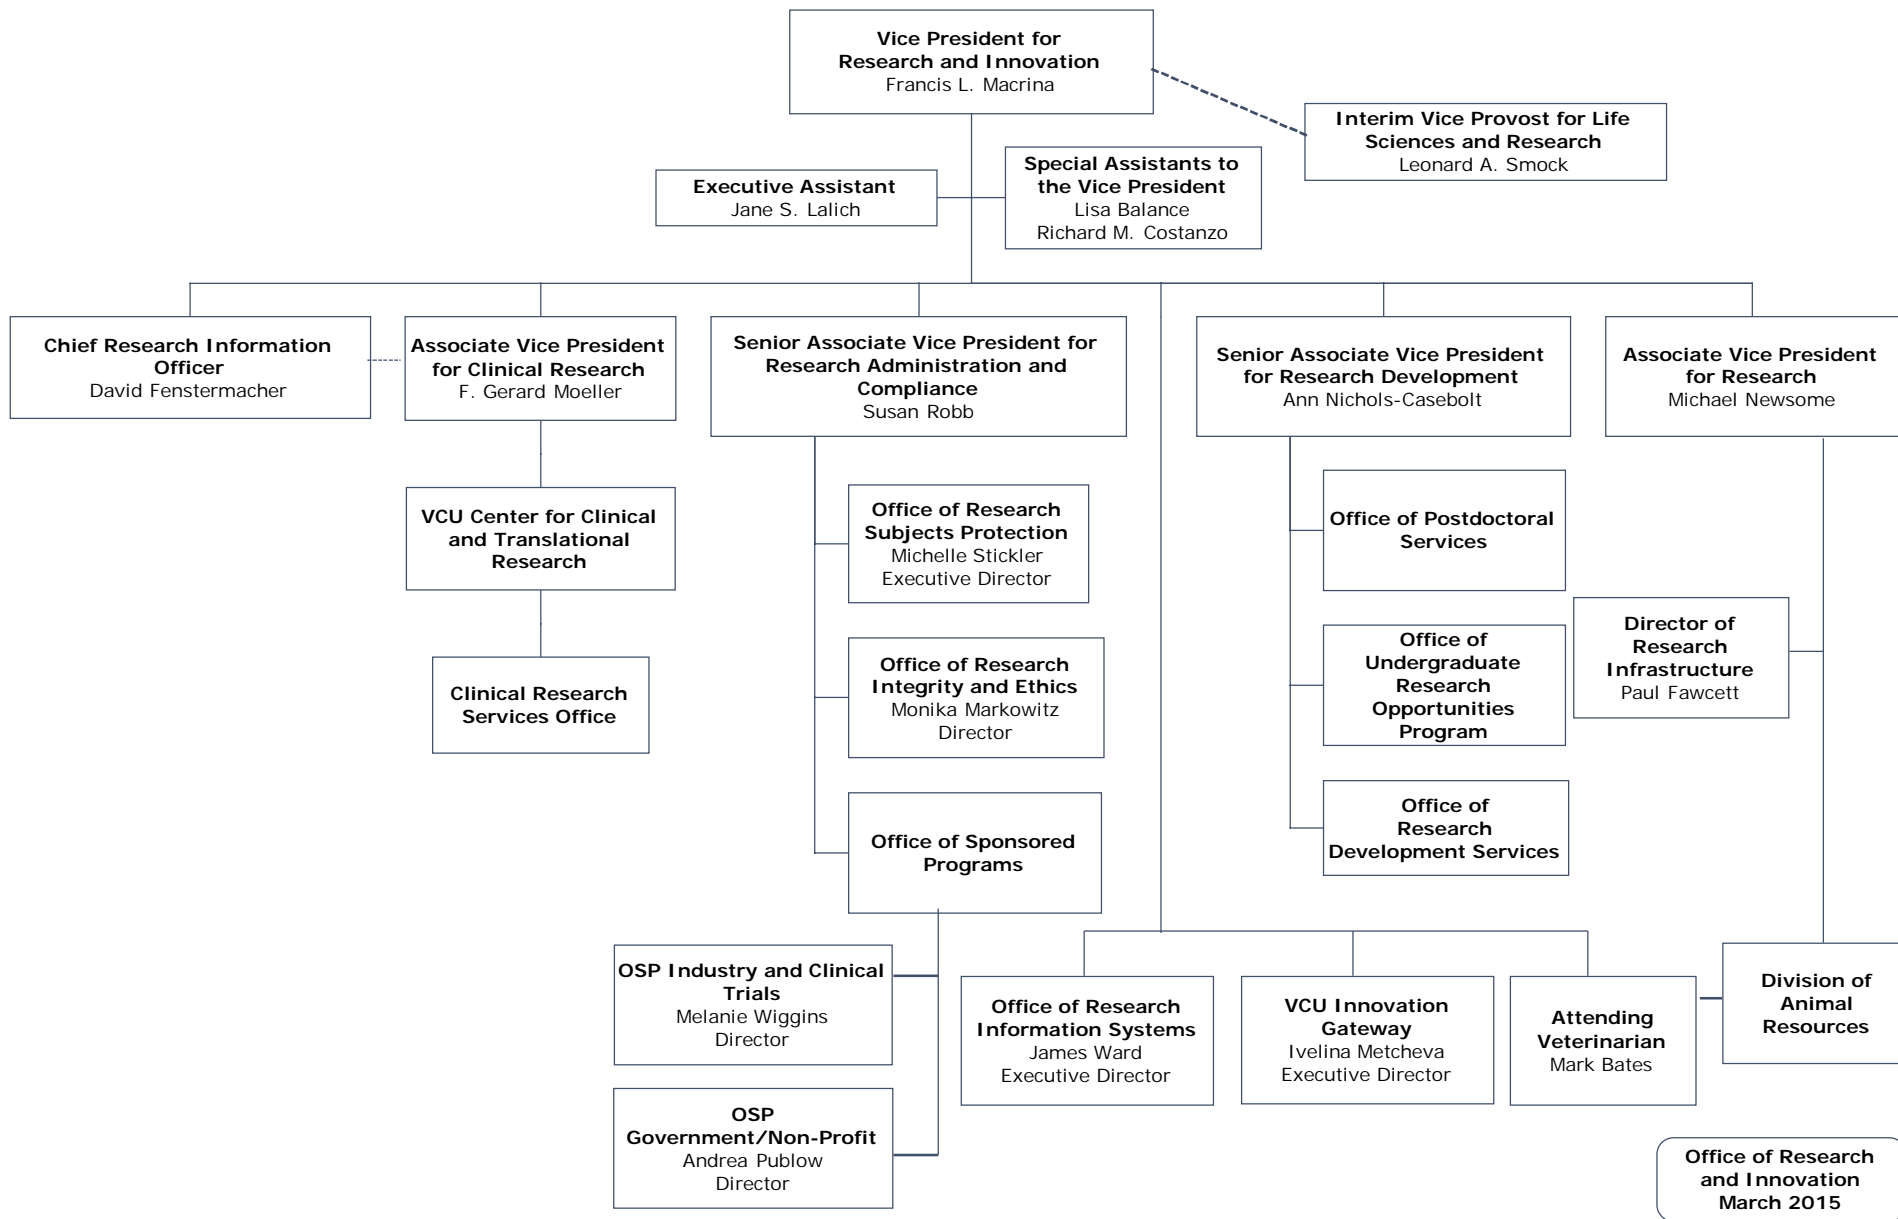 Vice President for
Research and Innovation
Francis L. Macrina
Interim Vice Provost for Life
Sciences and Research
Leonard A. Smock
Executive Assistant
Jane S. Lalich
Special Assistants to
the Vice President
Lisa Balance
Richard M. Costanzo
Chief Research Information
Officer
David Fenstermacher
Associate Vice President
for Clinical Research
F. Gerard Moeller
Senior Associate Vice President for
Research Administration and
Compliance
Susan Robb
Senior Associate Vice President
for Research Development
Ann Nichols-Casebolt
Associate Vice President
for Research
Michael Newsome
VCU Center for Clinical
and Translational
Research
Clinical Research
Services Office
Office of Research
Subjects Protection
Michelle Stickler
Executive Director
Office of Research
Integrity and Ethics
Monika Markowitz
Director
Office of Sponsored
Programs
Office of Postdoctoral
Services
Office of
Undergraduate
Research
Opportunities
Program
Office of
Research
Development Services
Director of
Research
Infrastructure
Paul Fawcett
OSP Industry and Clinical
Trials
Melanie Wiggins
Director
OSP
Government/Non-Profit
Andrea Publow
Director
Office of Research
Information Systems
James Ward
Executive Director
VCU Innovation
Gateway
Ivelina Metcheva
Executive Director
Attending
Veterinarian
Mark Bates
Division of
Animal
Resources
Office of Research
and Innovation
March 2015